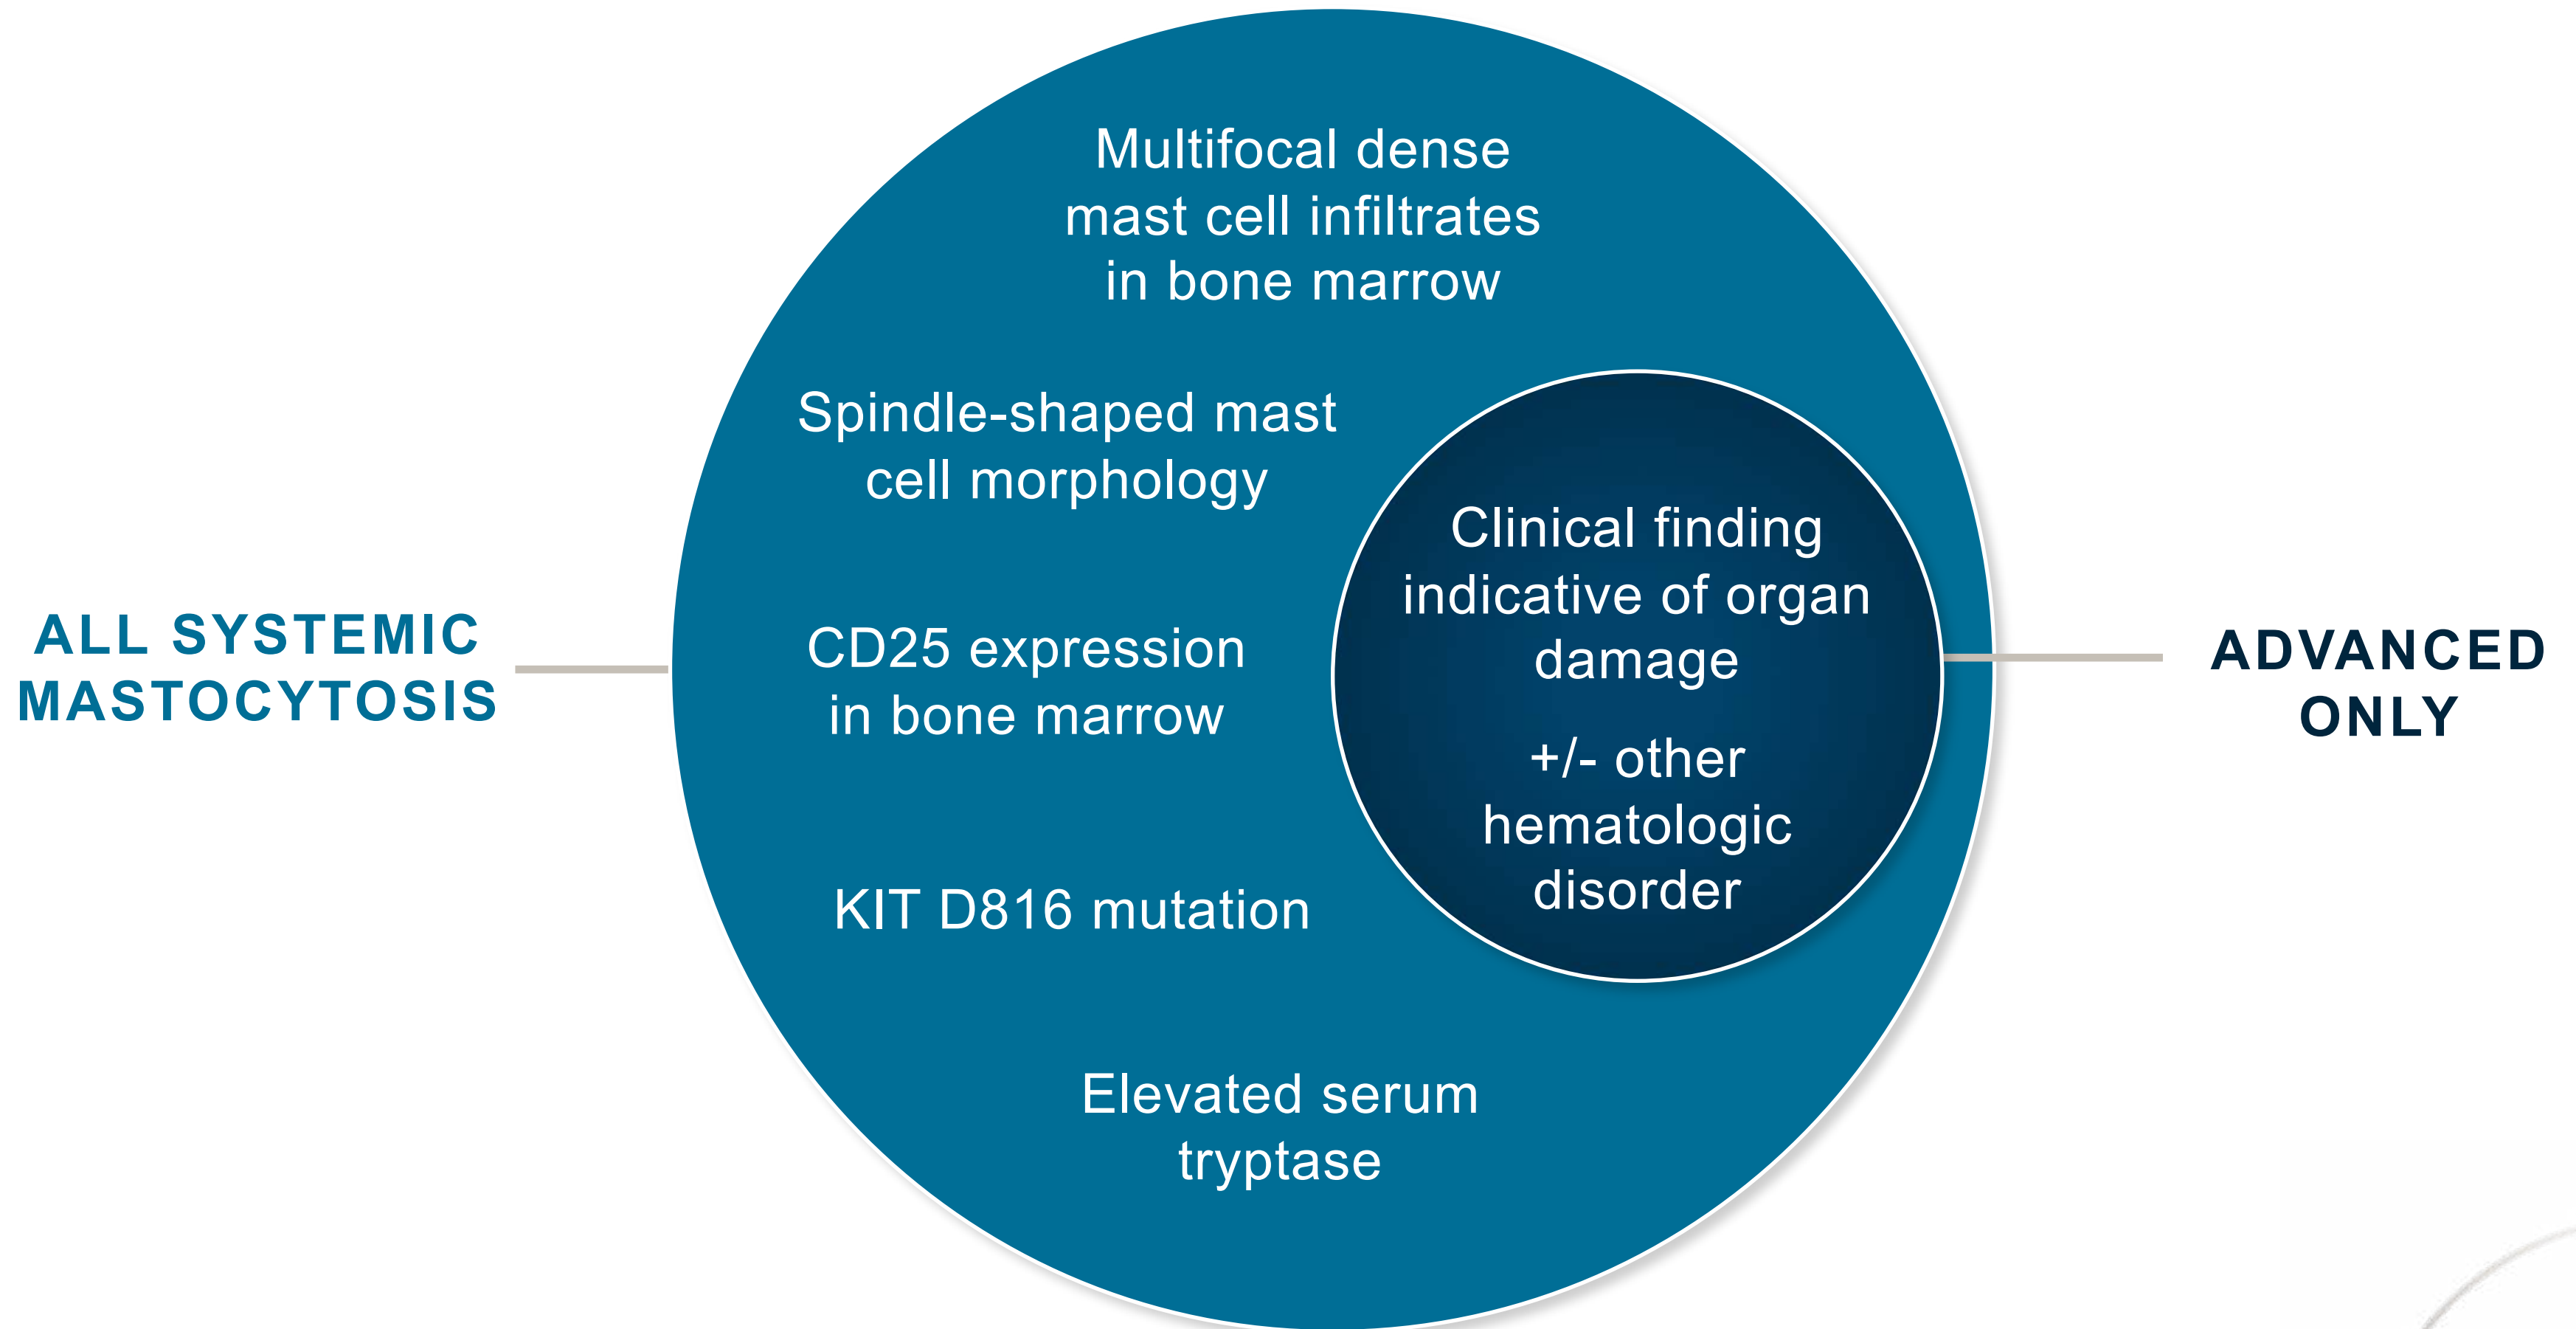 Multifocal dense
mast cell infiltrates
in bone marrow
Spindle-shaped mast
cell morphology
CD25 expression
in bone marrow
KIT D816 mutation
Elevated serum
tryptase
Clinical finding
indicative of organ
damage
+/- other
hematologic
disorder
ALL SYSTEMIC
MASTOCYTOSIS
ADVANCED
ONLY